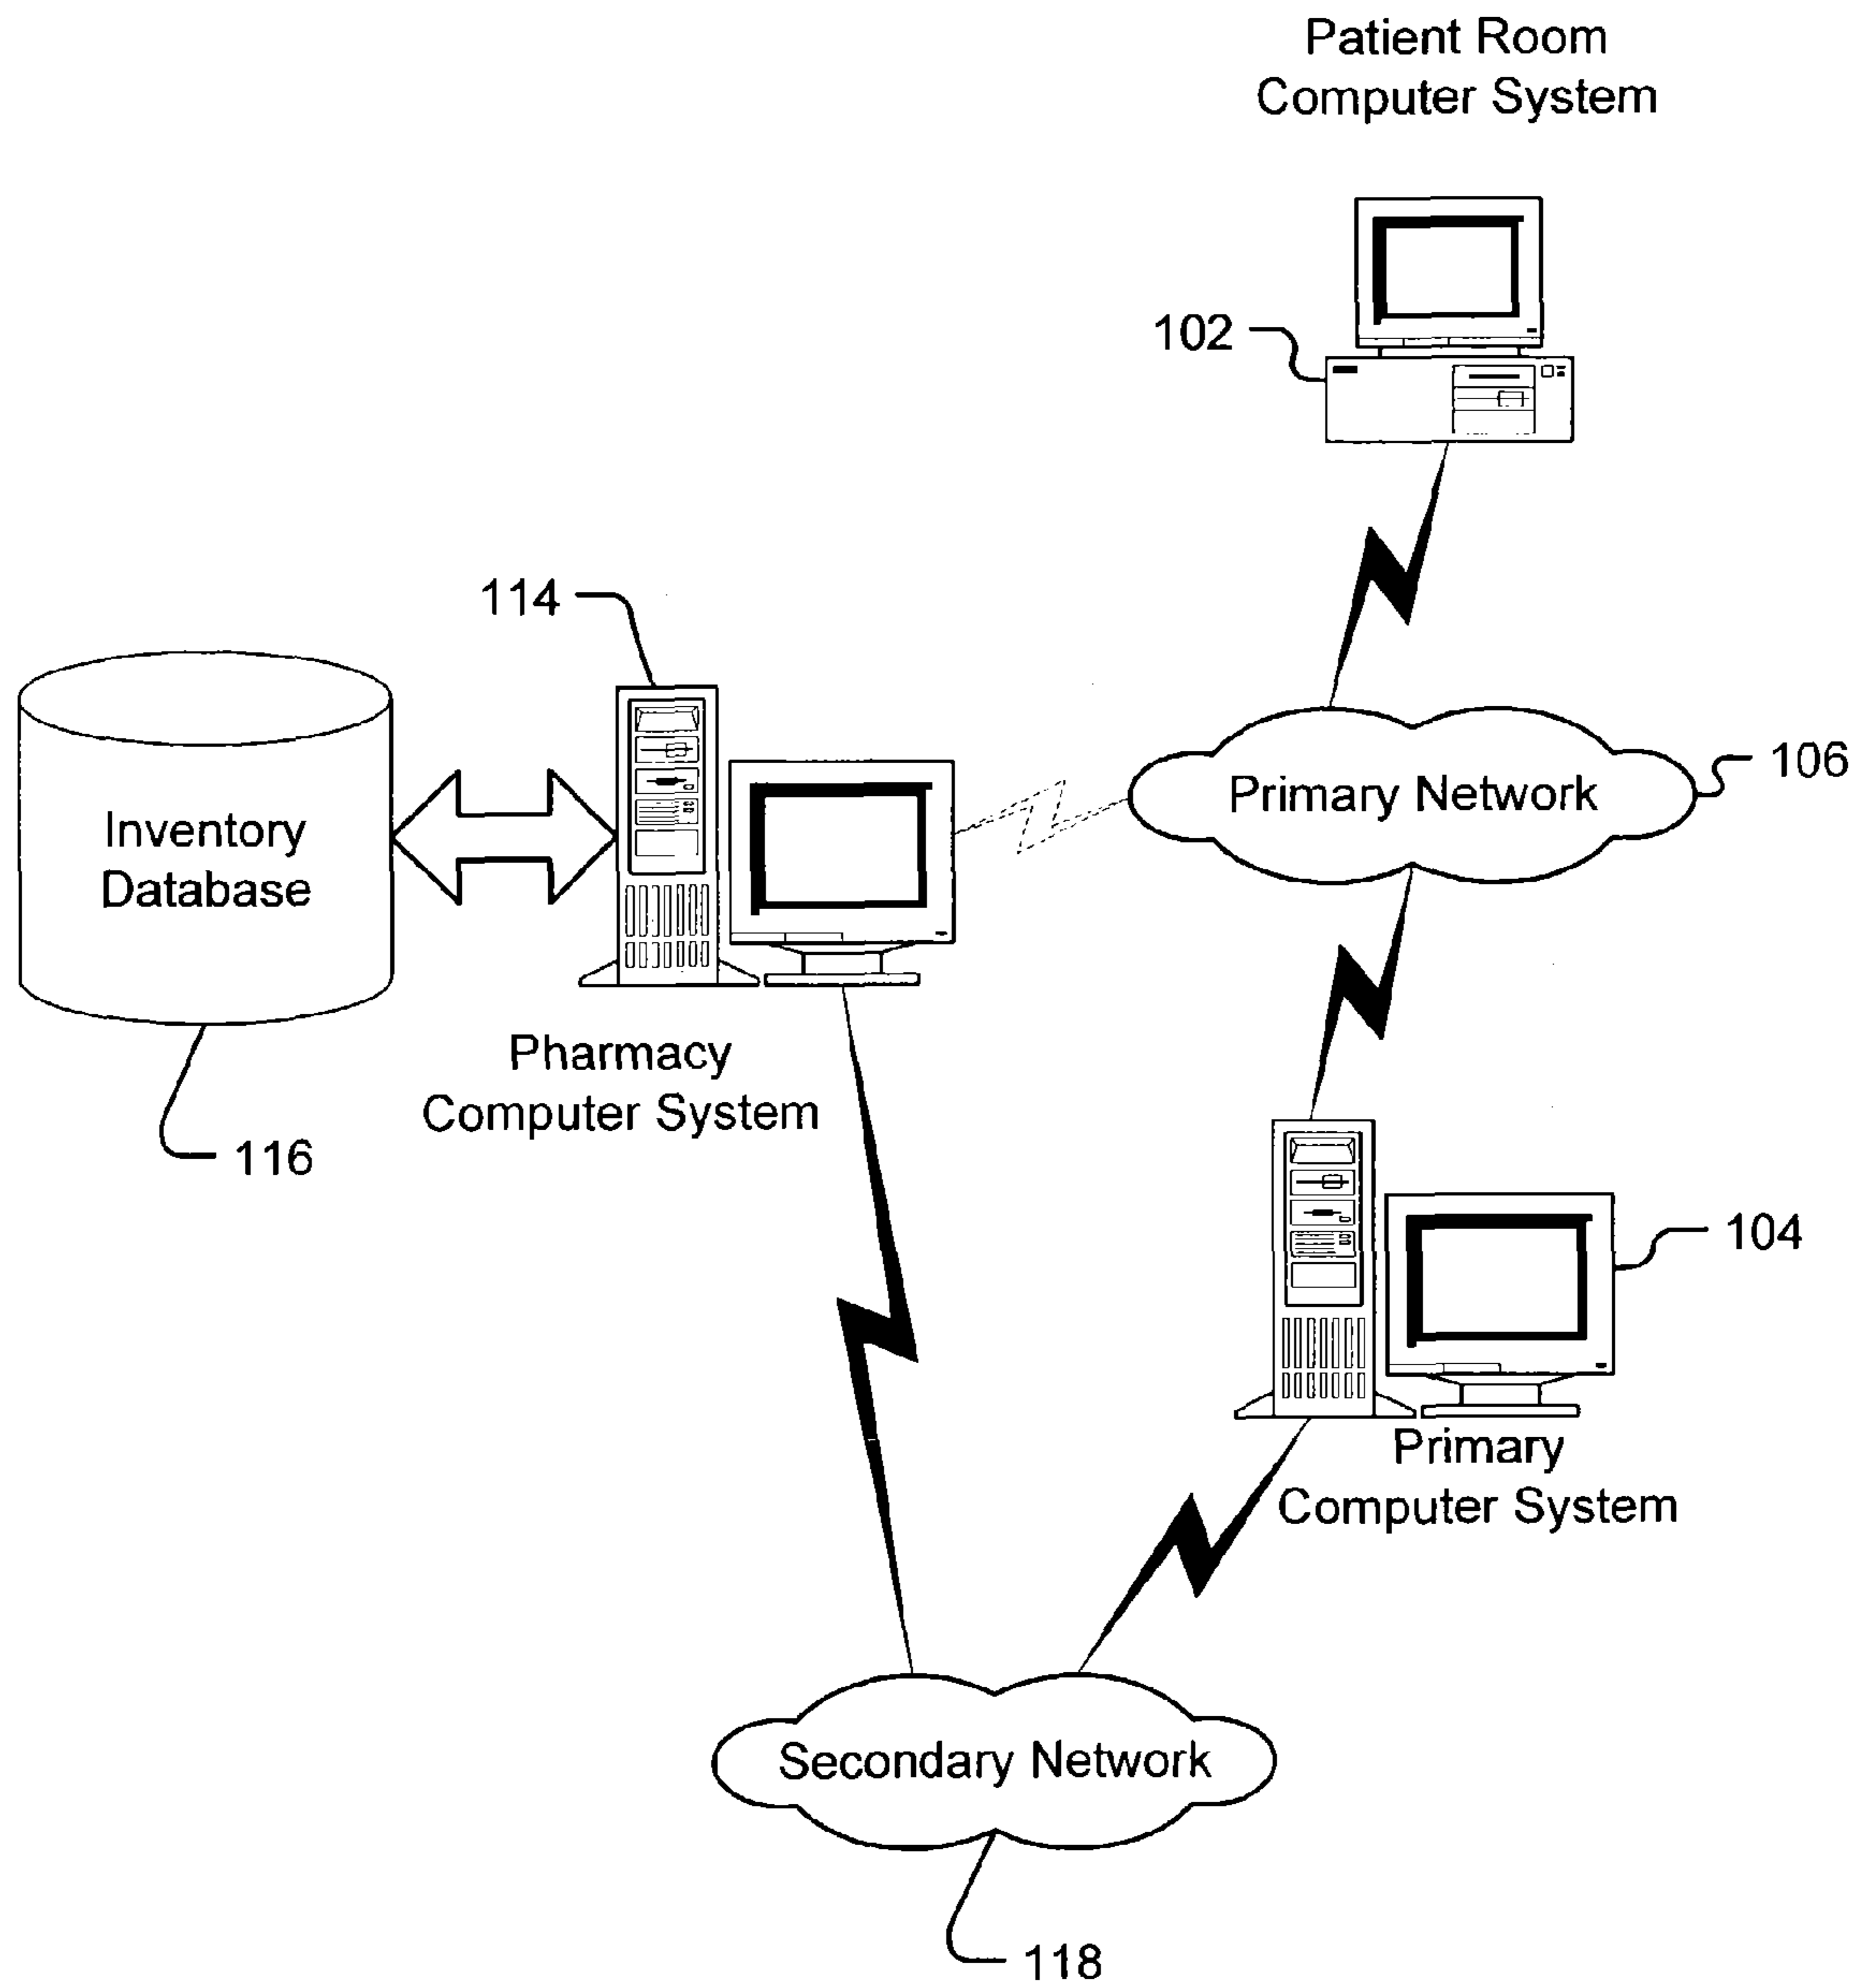 Patient Room
Computer System
102
114
106
Primary Network
Inventory
Database
Pharmacy
Computer System
116
104
Primary
Computer System
Secondary Network
118